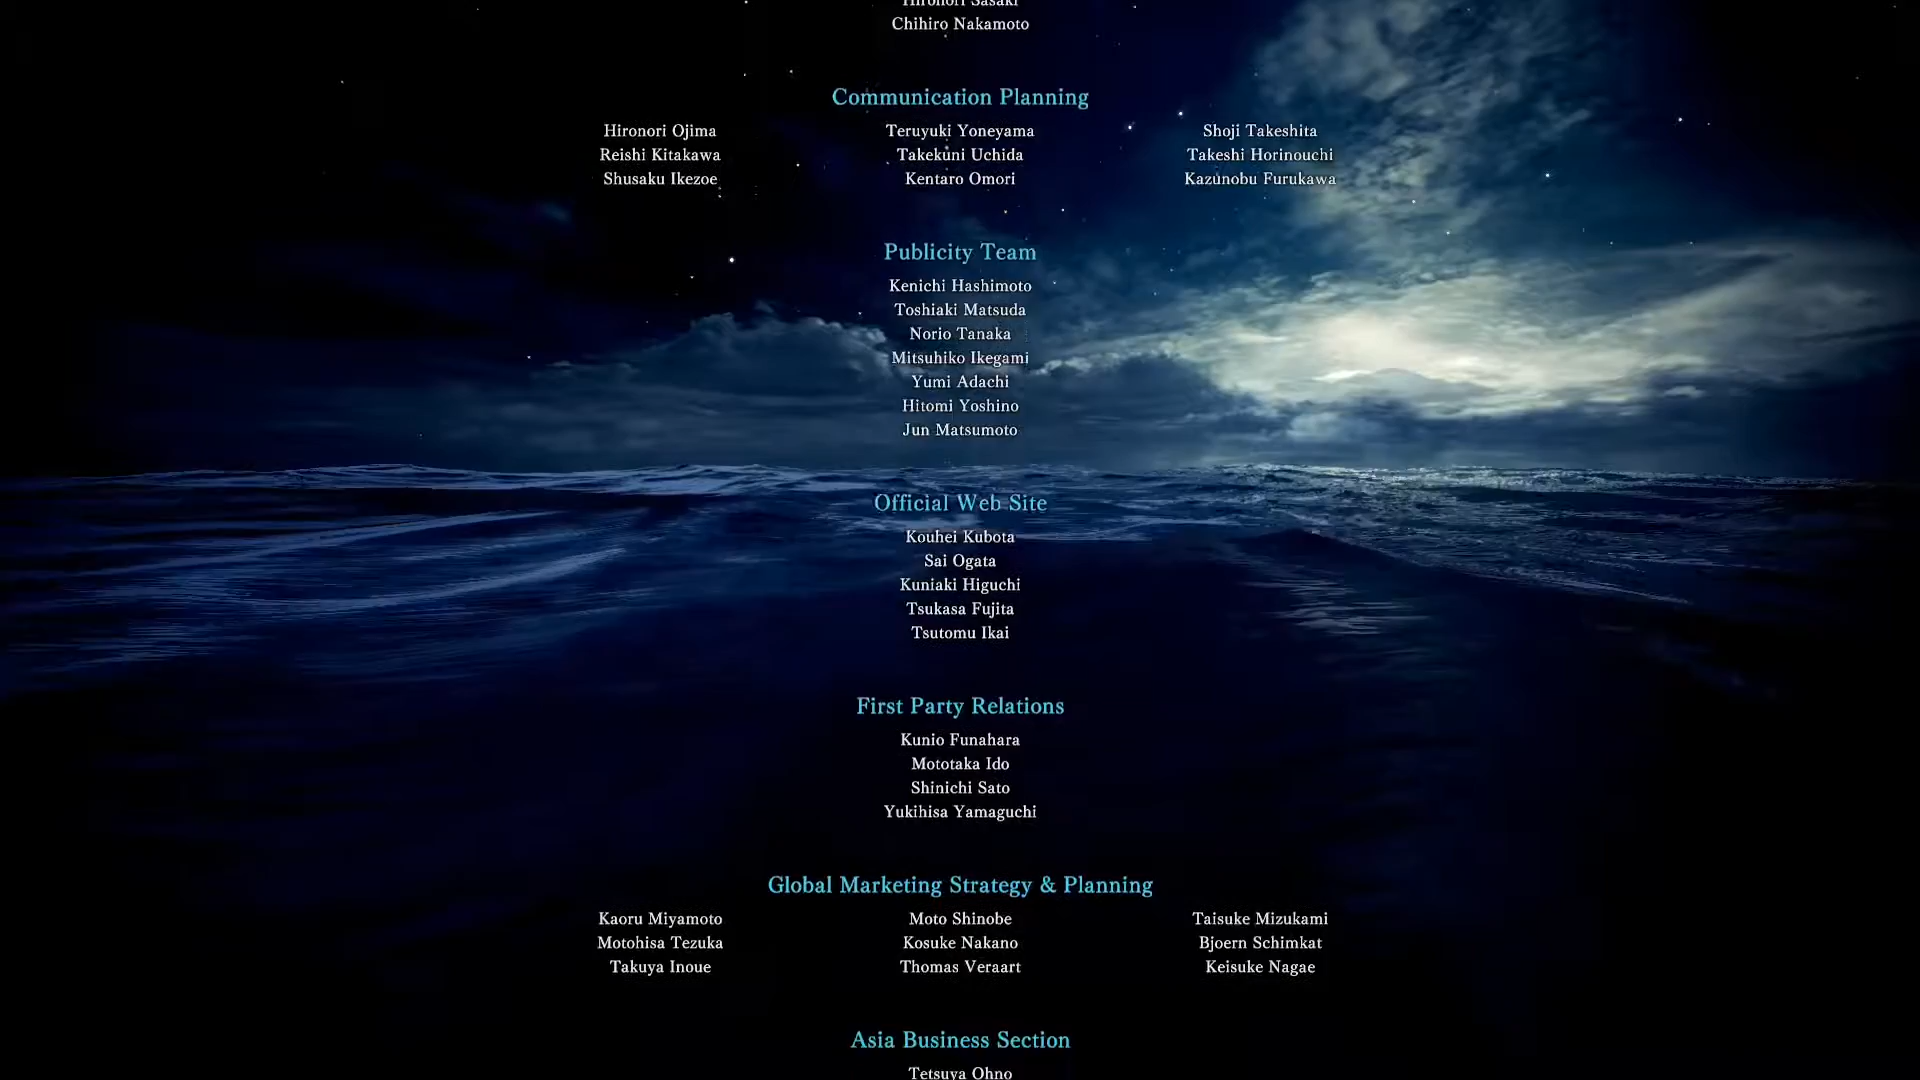 Hironori Sasaki
Chihiro Nakamoto
Communication Planning
Hironori Ojima Teruyuki Yoneyama Shoji Takeshita
Reishi Kitakawa Takekuni Uchida Takeshi Horinouchi
Shusaku Ikezoe Kentaro Omori Kazunobu Furukawa
Publicity Team
Kenichi Hashimoto
Toshiaki Matsuda
Norio Tanaka
Mitsuhiko Ikegami
Yumi Adachi
Hitomi Yoshino
Jun Matsumoto
Official Web Site
Kouhei Kubota
Sai Ogata
Kuniaki Higuchi
Tsukasa Fujita
Tsutomu Ikai
First Party Relations
Kunio Funahara
Mototaka Ido
Shinichi Sato
Yukihisa Yamaguchi
Global Marketing Strategy & Planning
Kaoru Miyamoto Moto Shinobe Taisuke Mizukami
Motohisa Tezuka Kosuke Nakano Bjoern Schimkat
Takuya Inoue Thomas Veraart Keisuke Nagae
Asia Business Section
Tetsuya Ohno